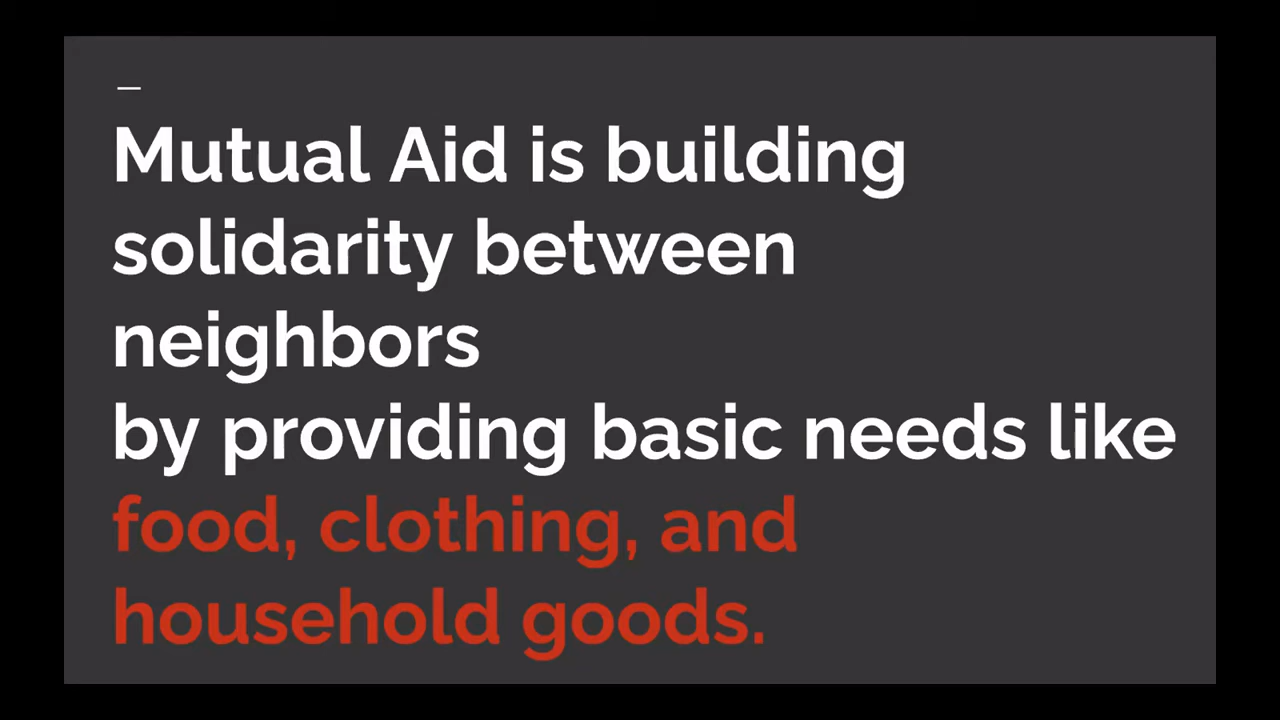 Mutual Aid is building
solidarity between
neighbors
by providing basic needs like
food, clothing, and
household goods.